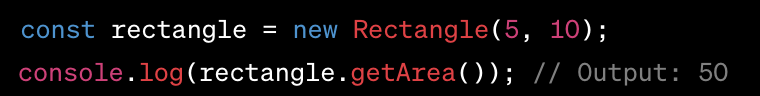 const rectangle = new Rectangle(5, 10);
console.log(rectangle.getArea()); // Output: 50